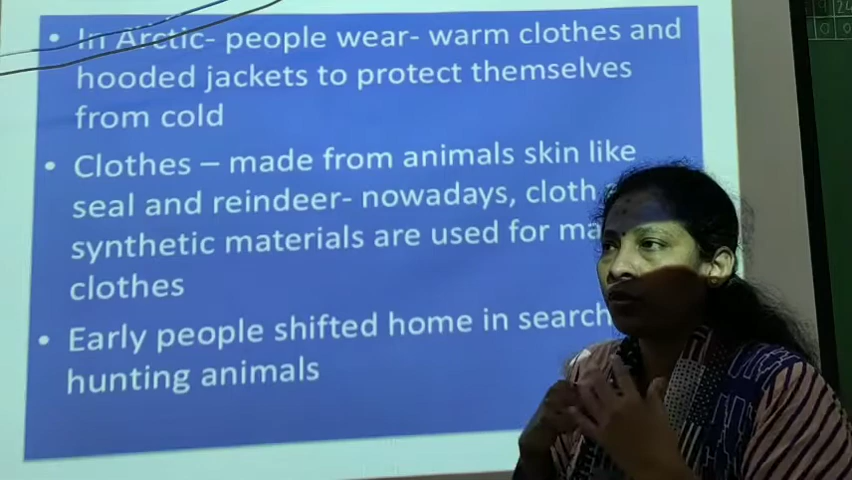 • In Arctic- people wear- warm clothes and
hooded jackets to protect themselves
from cold
• Clothes – made from animals skin like
seal and reindeer- nowadays, cloth
synthetic materials are used for
clothes
• Early people shifted home in search
hunting animals